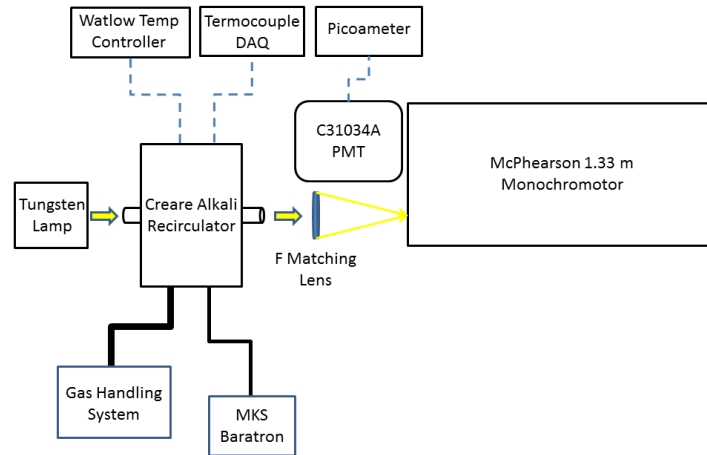 Watlow Temp
Controller
Termocouple
DAQ
Picoameter
C31034A
PMT
McPhearson 1.33 m
Monochromotor
Tungsten
Lamp
Creare Alkali
Recirculator
F Matching
Lens
Gas Handling
System
MKS
Baratron